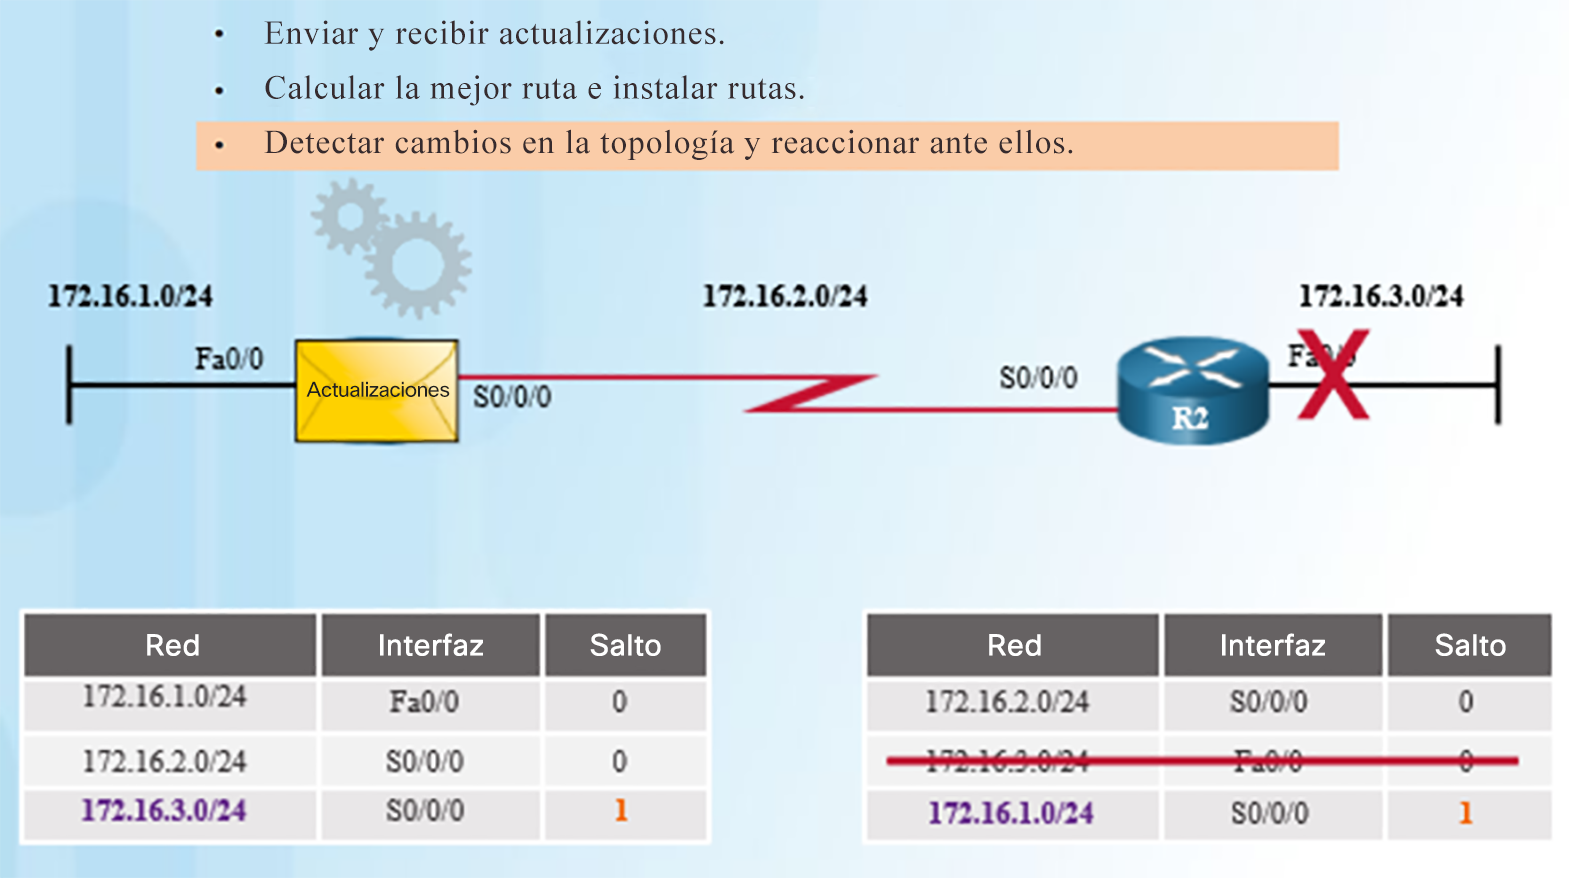 • Enviar y recibir actualizaciones.
• Calcular la mejor ruta e instalar rutas.
• Detectar cambios en la topología y reaccionar ante ellos.
172.16.1.0/24
172.16.2.0/24
172.16.3.0/24
Fa0/0
Actualizaciones
S0/0/0
S0/0/0
R2
Fa0/0
Red Interfaz Salto
172.16.1.0/24 Fa0/0 0
172.16.2.0/24 S0/0/0 0
172.16.3.0/24 S0/0/0 1
Red Interfaz Salto
172.16.2.0/24 S0/0/0 0
172.16.3.0/24 Fa0/0 0
172.16.1.0/24 S0/0/0 1